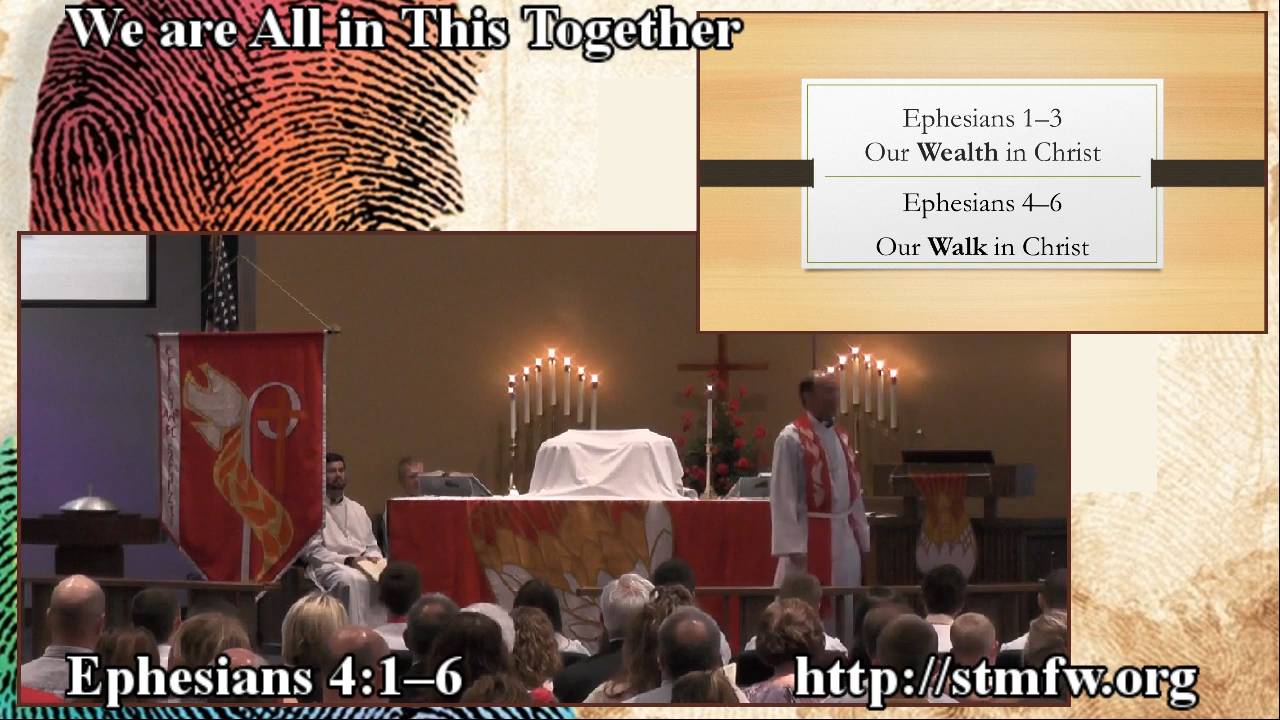 We are All in This Together
Ephesians 1–3
Our Wealth in Christ
Ephesians 4–6
Our Walk in Christ
Ephesians 4:1–6
http://stmfw.org